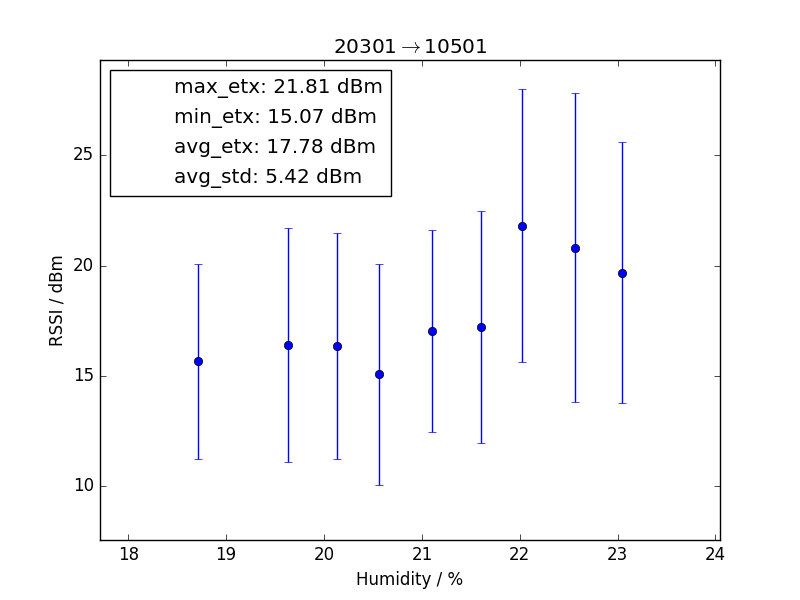 20301→10501
max_etx: 21.81 dBm
min_etx: 15.07 dBm
avg_etx: 17.78 dBm
avg_std: 5.42 dBm
RSSI / dBm
25
20
15
10
18 19 20 21 22 23 24
Humidity / %